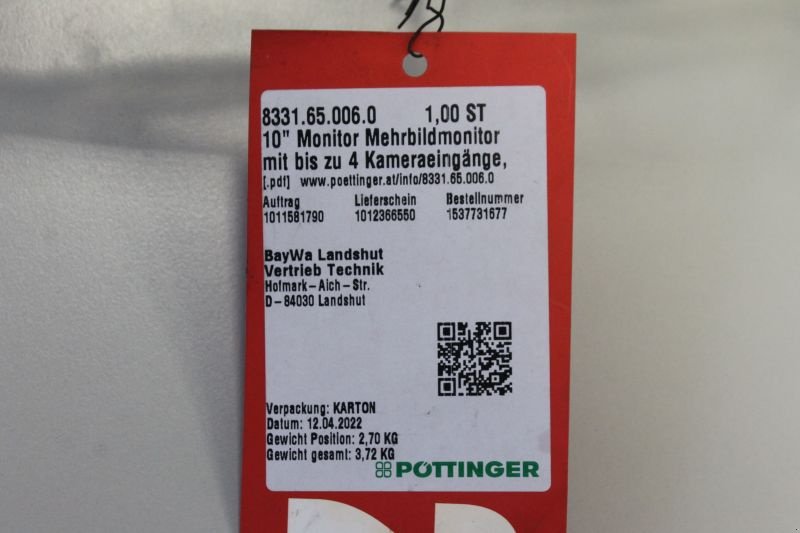 8331.65.006.0 1,00 ST
10" Monitor Mehrbildmonitor
mit bis zu 4 Kameraeingänge,
[.pdf] www.poettinger.at/info/8331.65.006.0
Auftrag Lieferschein Bestellnummer
1011581790 1012366550 1537731677
BayWa Landshut
Vertrieb Technik
Hofmark-Aich-Str.
D-84030 Landshut
Verpackung: KARTON
Datum: 12.04.2022
Gewicht Position: 2,70 KG
Gewicht gesamt: 3,72 KG
PÖTTINGER